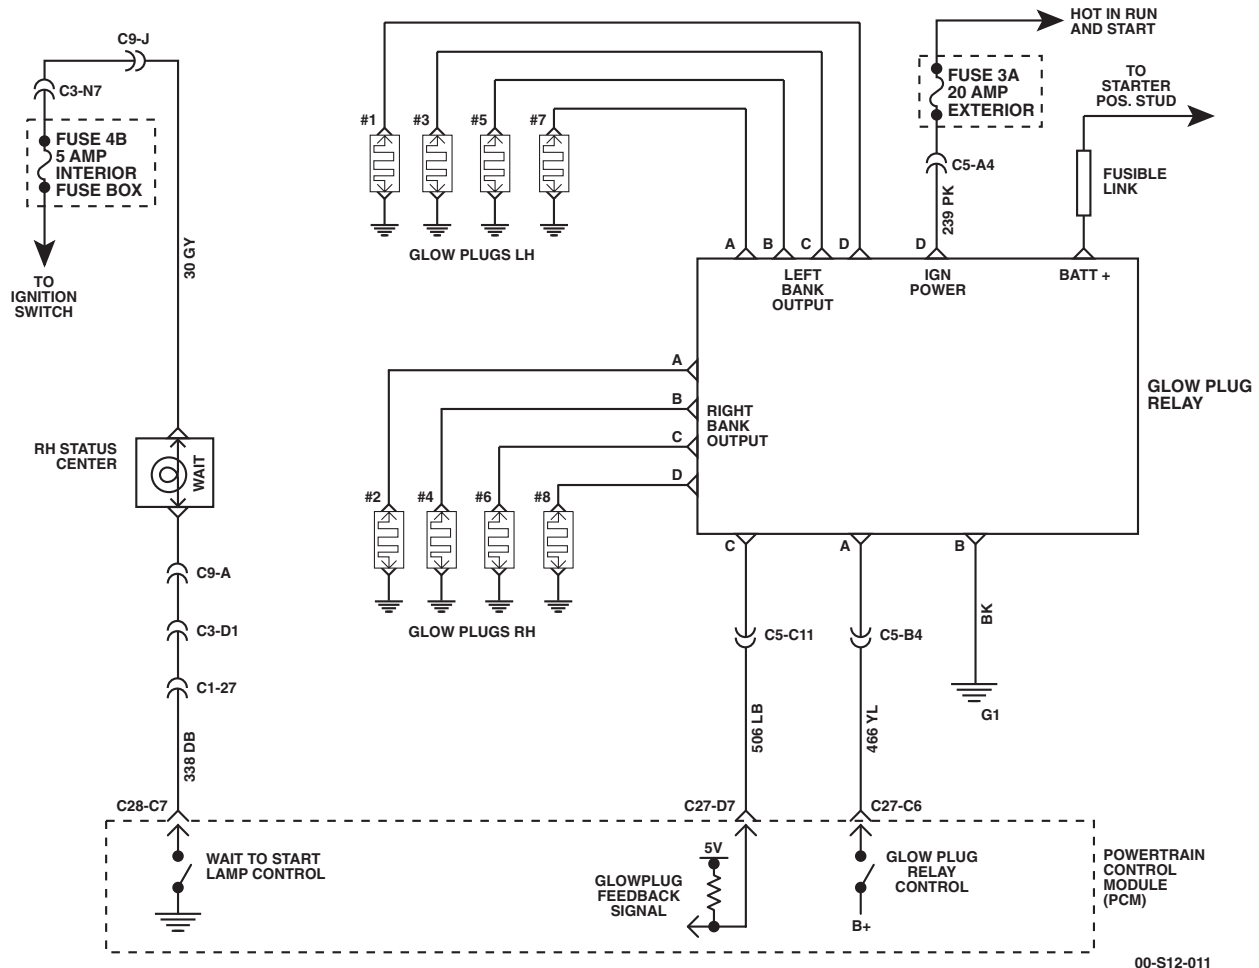 C9-J
C3-N7
FUSE 4B
5 AMP
INTERIOR
FUSE BOX
TO
IGNITION
SWITCH
30 GY
RH STATUS
CENTER
WAIT
C9-A
C3-D1
C1-27
338 DB
C28-C7
WAIT TO START
LAMP CONTROL
#1
#3
#5
#7
GLOW PLUGS LH
#2
#4
#6
#8
GLOW PLUGS RH
HOT IN RUN
AND START
FUSE 3A
20 AMP
EXTERIOR
C5-A4
239 PK
TO
STARTER
POS. STUD
FUSIBLE
LINK
A
B
C
D
D
LEFT
BANK
OUTPUT
IGN
POWER
BATT +
A
B
C
D
RIGHT
BANK
OUTPUT
GLOW PLUG
RELAY
C
A
B
C5-C11
C5-B4
BK
G1
506 LB
466 YL
C27-D7
C27-C6
5V
GLOWPLUG
FEEDBACK
SIGNAL
GLOW PLUG
RELAY
CONTROL
B+
POWERTRAIN
CONTROL
MODULE
(PCM)
00-S12-011